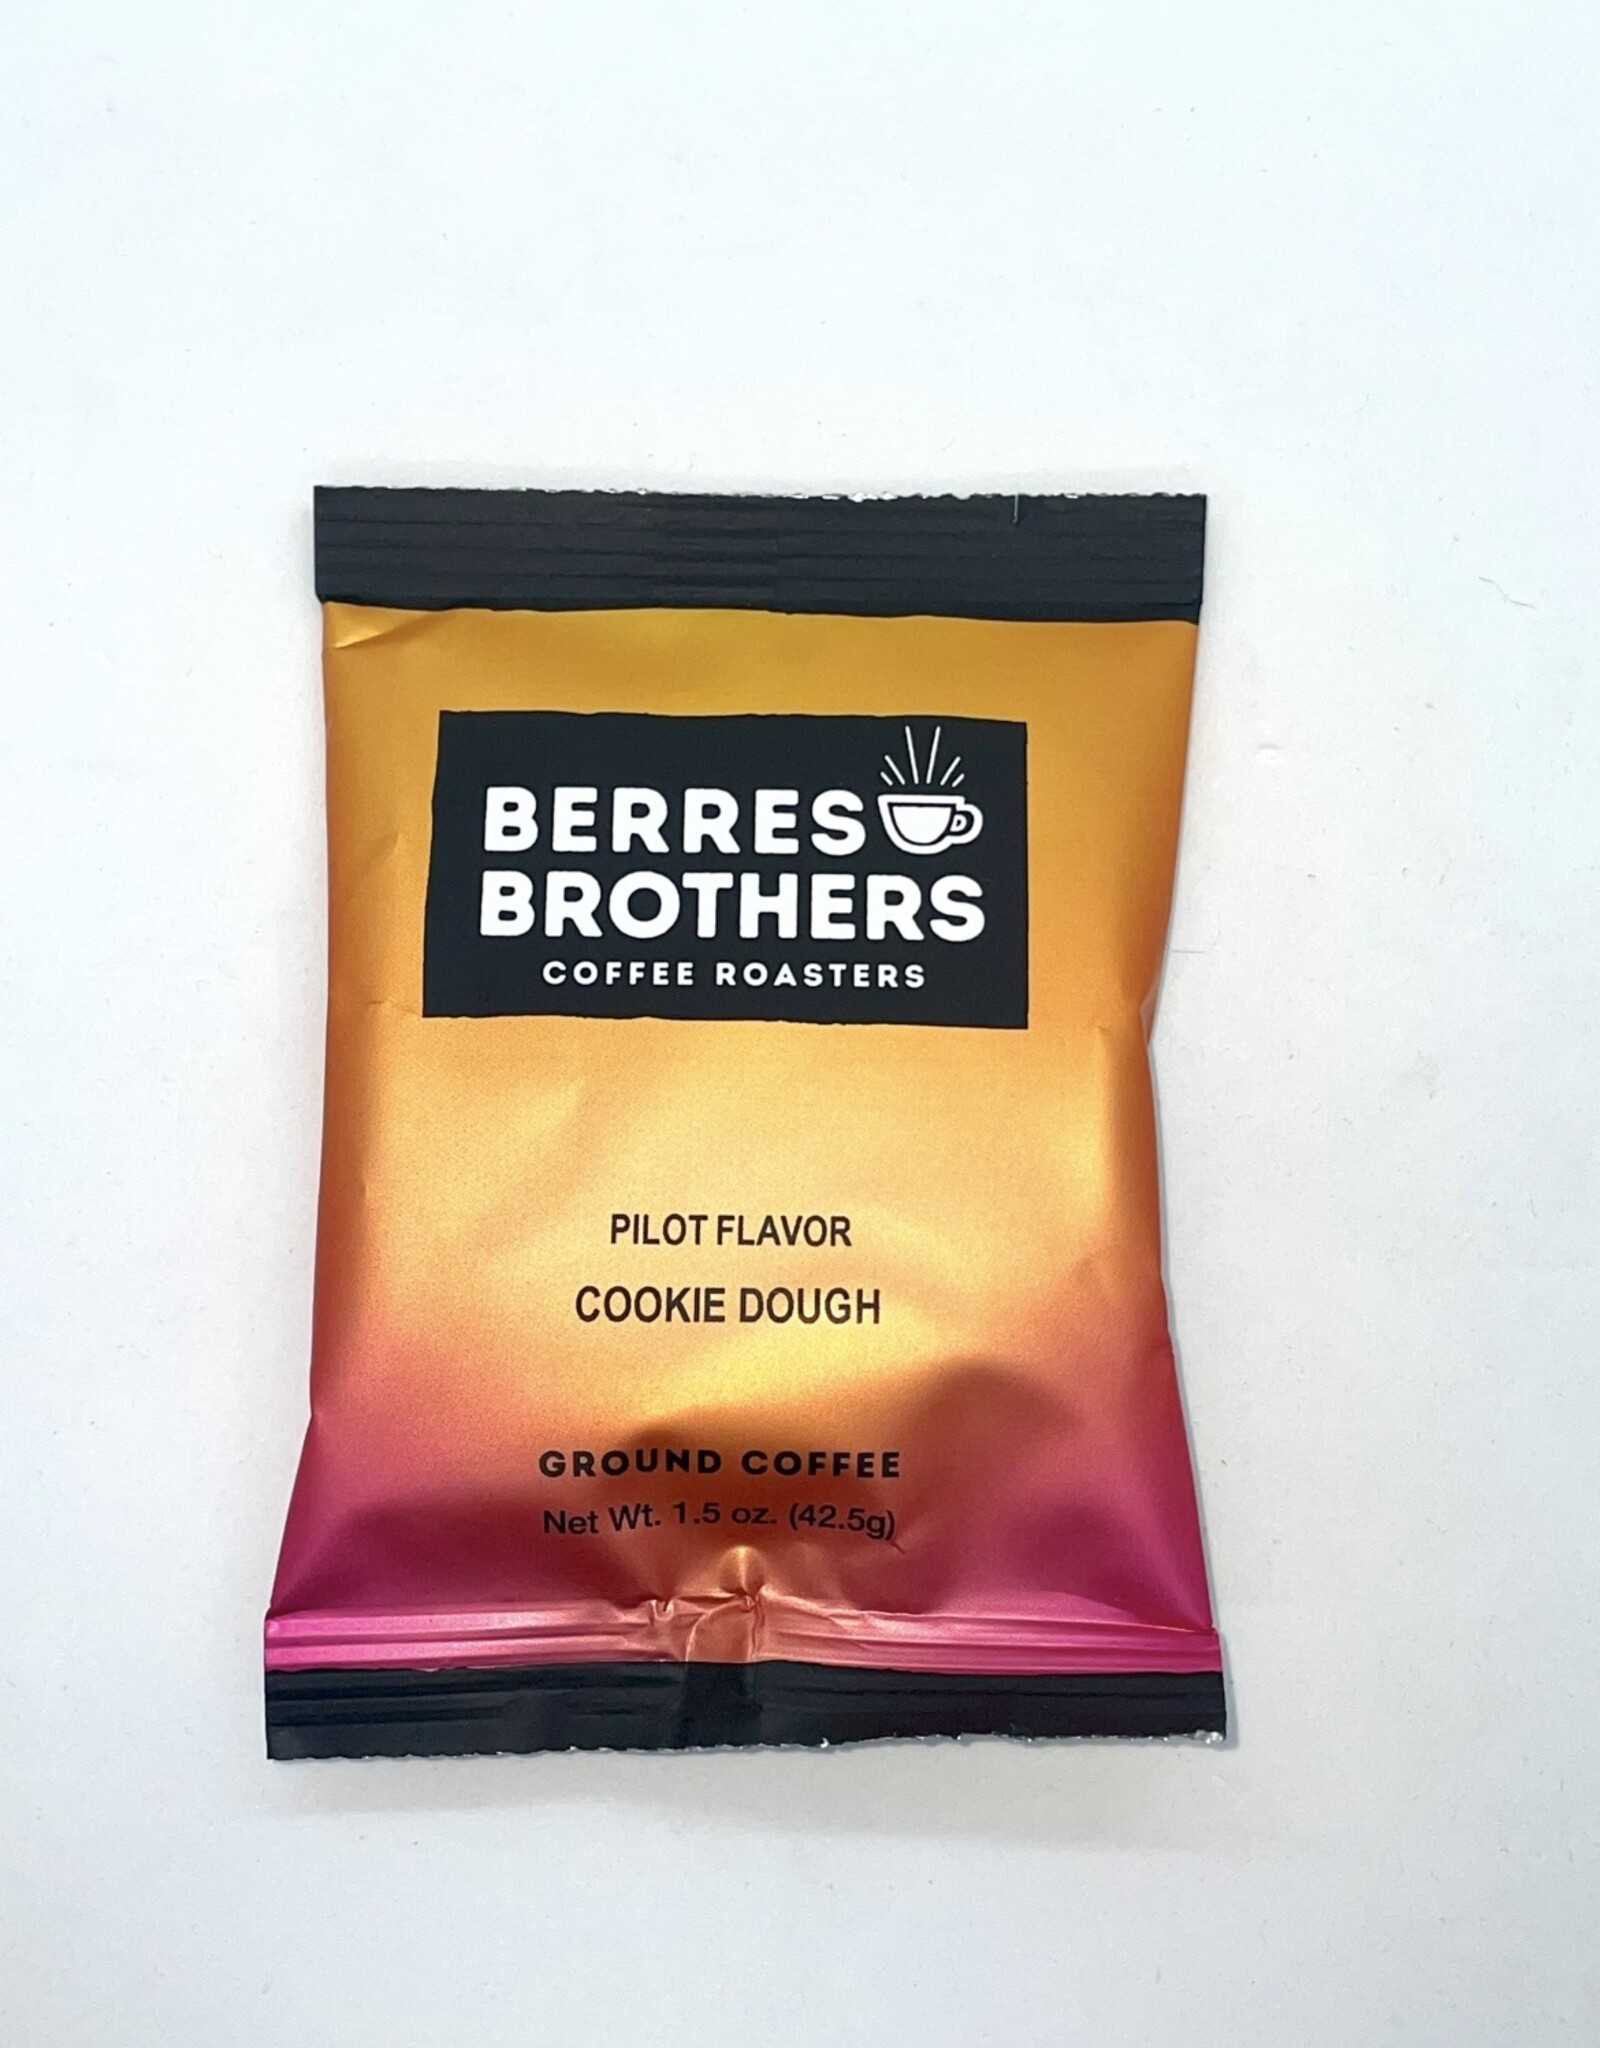 BERRES
BROTHERS
COFFEE ROASTERS
PILOT FLAVOR
COOKIE DOUGH
GROUND COFFEE
Net Wt. 1.5 oz. (42.5g)